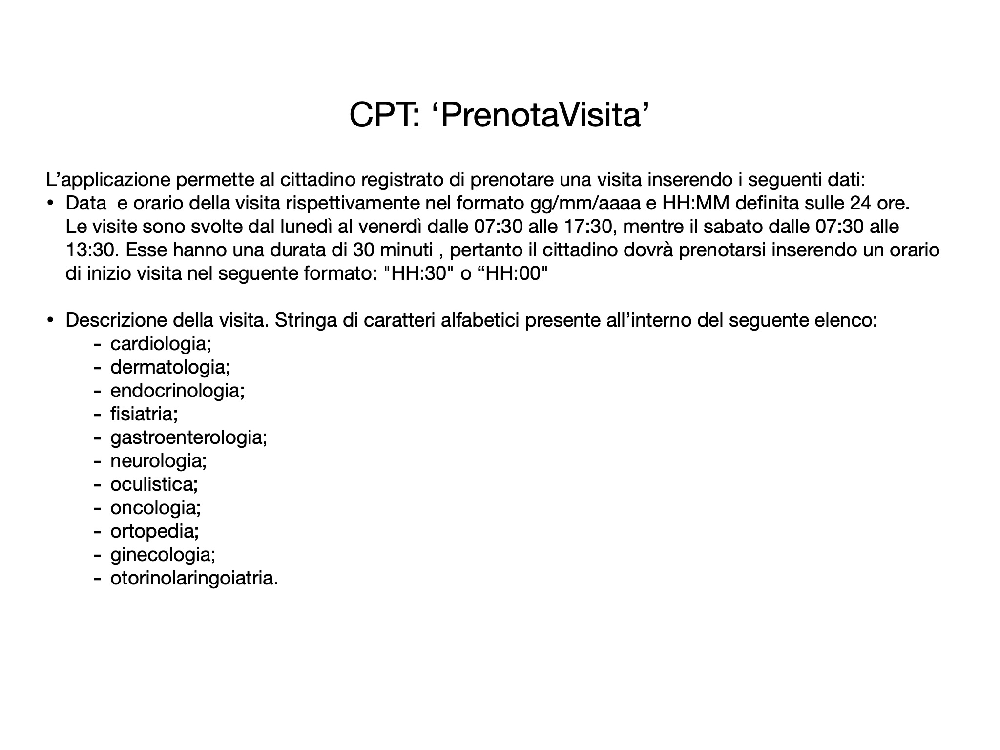 CPT: ‘PrenotaVisita’
L’applicazione permette al cittadino registrato di prenotare una visita inserendo i seguenti dati:
• Data  e orario della visita rispettivamente nel formato gg/mm/aaaa e HH:MM definita sulle 24 ore.
Le visite sono svolte dal lunedì al venerdì dalle 07:30 alle 17:30, mentre il sabato dalle 07:30 alle
13:30. Esse hanno una durata di 30 minuti , pertanto il cittadino dovrà prenotarsi inserendo un orario
di inizio visita nel seguente formato: "HH:30" o “HH:00"
• Descrizione della visita. Stringa di caratteri alfabetici presente all’interno del seguente elenco:
- cardiologia;
- dermatologia;
- endocrinologia;
- fisiatria;
- gastroenterologia;
- neurologia;
- oculistica;
- oncologia;
- ortopedia;
- ginecologia;
- otorinolaringoiatria.